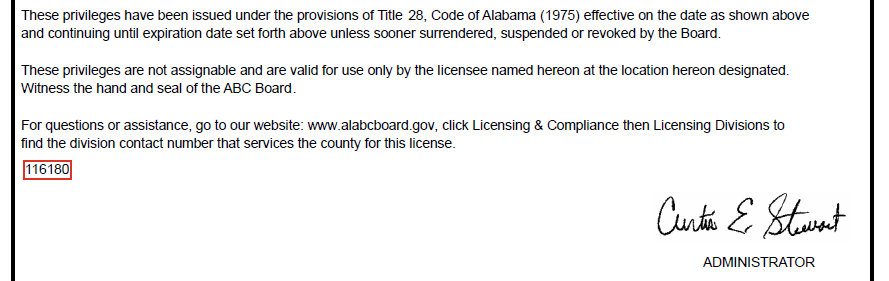 These privileges have been issued under the provisions of Title 28, Code of Alabama (1975) effective on the date as shown above
and continuing until expiration date set forth above unless sooner surrendered, suspended or revoked by the Board.
These privileges are not assignable and are valid for use only by the licensee named hereon at the location hereon designated.
Witness the hand and seal of the ABC Board.
For questions or assistance, go to our website: www.alabcboard.gov, click Licensing & Compliance then Licensing Divisions to
find the division contact number that services the county for this license.
116180
Curtis E Stewart
ADMINISTRATOR